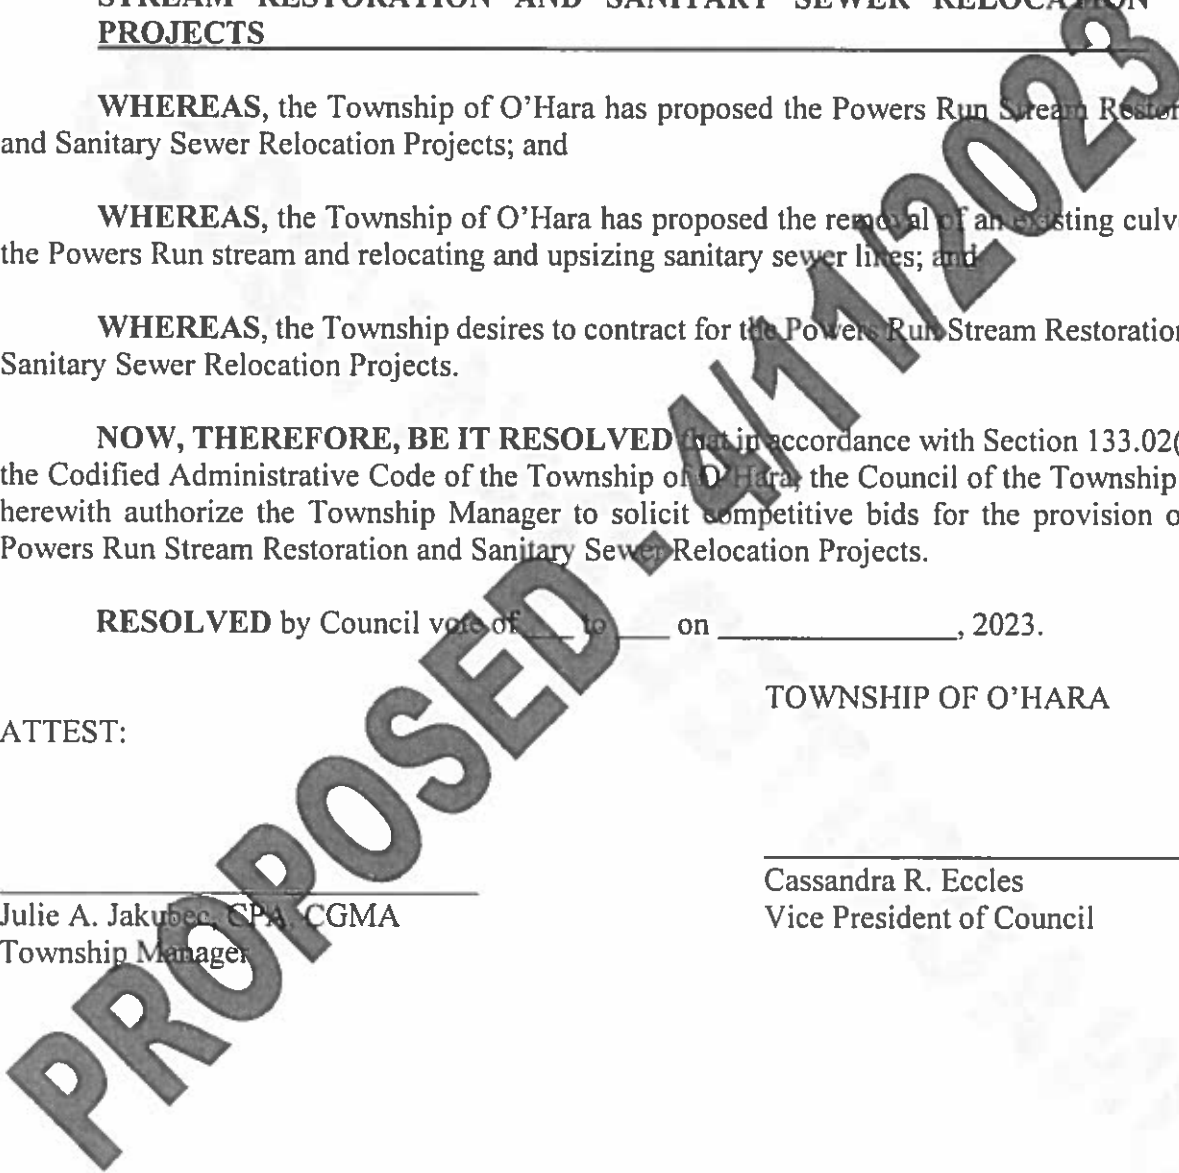 STREAM RESTORATION AND SANITARY SEWER RELOCATION
PROJECTS
WHEREAS, the Township of O'Hara has proposed the Powers Run Stream Restor
and Sanitary Sewer Relocation Projects; and
WHEREAS, the Township of O'Hara has proposed the removal of an existing culv
the Powers Run stream and relocating and upsizing sanitary sewer lines; and
WHEREAS, the Township desires to contract for the Powers Run Stream Restoration
Sanitary Sewer Relocation Projects.
NOW, THEREFORE, BE IT RESOLVED that in accordance with Section 133.02(
the Codified Administrative Code of the Township of O'Hara, the Council of the Township
herewith authorize the Township Manager to solicit competitive bids for the provision o
Powers Run Stream Restoration and Sanitary Sewer Relocation Projects.
RESOLVED by Council vote of ___ to ___ on _______________, 2023.
TOWNSHIP OF O'HARA
ATTEST:
Cassandra R. Eccles
Vice President of Council
Julie A. Jakubec, CPA, CGMA
Township Manager
PROPOSED - 4/11/2023